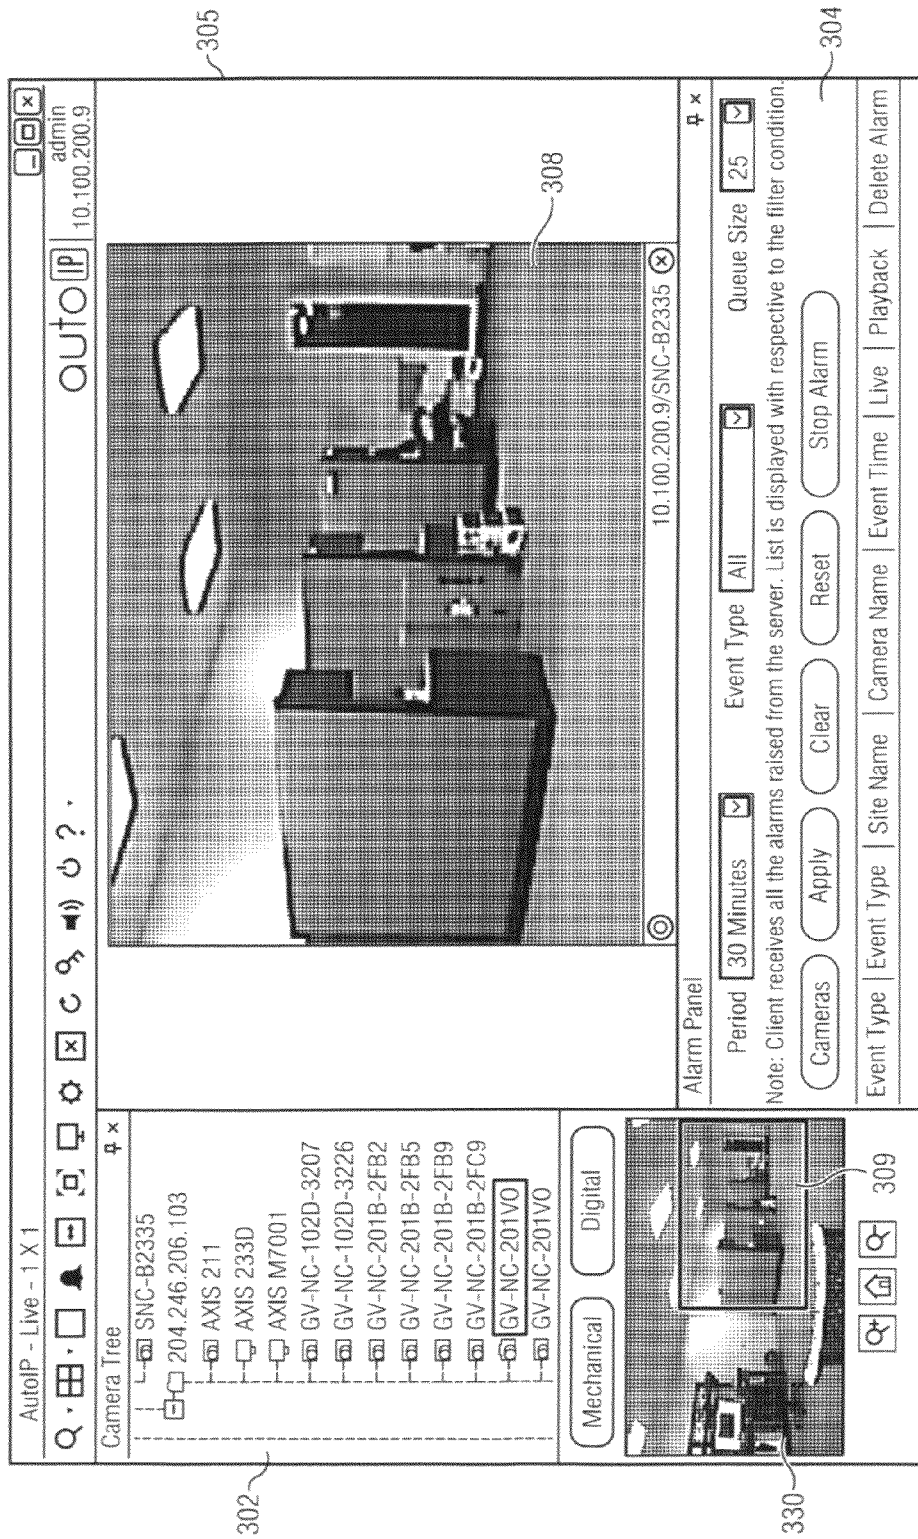 AutoIP - Live - 1 X 1
?
auto IP
admin
10.100.200.9
305
Camera Tree
SNC-B2335
204.246.206.103
AXIS 211
AXIS 233D
AXIS M7001
GV-NC-102D-3207
GV-NC-102D-3226
GV-NC-201B-2FB2
GV-NC-201B-2FB5
GV-NC-201B-2FB9
GV-NC-201B-2FC9
GV-NC-201VO
GV-NC-201VO
302
Mechanical
Digital
330
309
308
10.100.200.9/SNC-B2335
Alarm Panel
Period 30 Minutes Event Type All Queue Size 25
Note: Client receives all the alarms raised from the server. List is displayed with respective to the filter condition.
Cameras Apply Clear Reset Stop Alarm
304
Event Type Event Type Site Name Camera Name Event Time Live Playback Delete Alarm